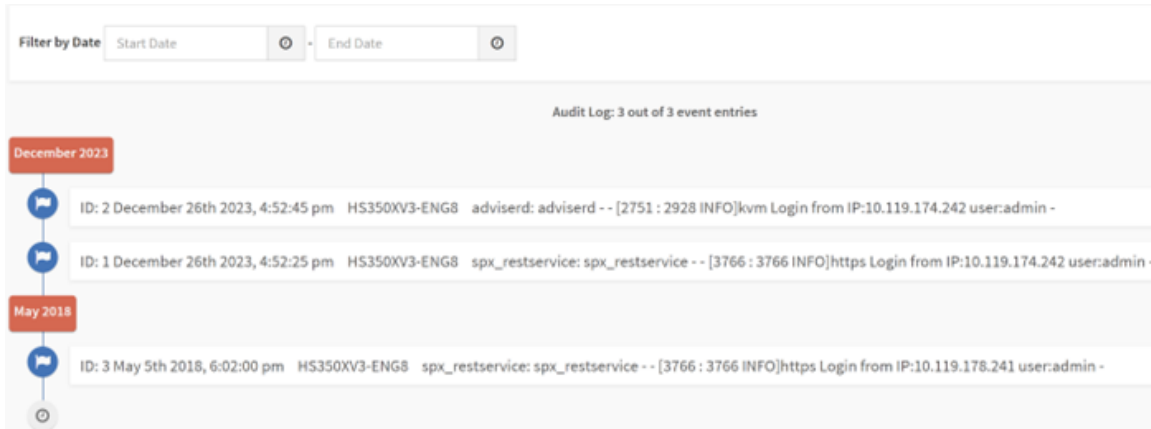 Filter by Date Start Date - End Date
Audit Log: 3 out of 3 event entries
December 2023
ID: 2 December 26th 2023, 4:52:45 pm HS350XV3-ENG8 adviserd: adviserd - - [2751 : 2928 INFO]kvm Login from IP:10.119.174.242 user:admin -
ID: 1 December 26th 2023, 4:52:25 pm HS350XV3-ENG8 spx_restservice: spx_restservice - - [3766 : 3766 INFO]https Login from IP:10.119.174.242 user:admin -
May 2018
ID: 3 May 5th 2018, 6:02:00 pm HS350XV3-ENG8 spx_restservice: spx_restservice - - [3766 : 3766 INFO]https Login from IP:10.119.178.241 user:admin -